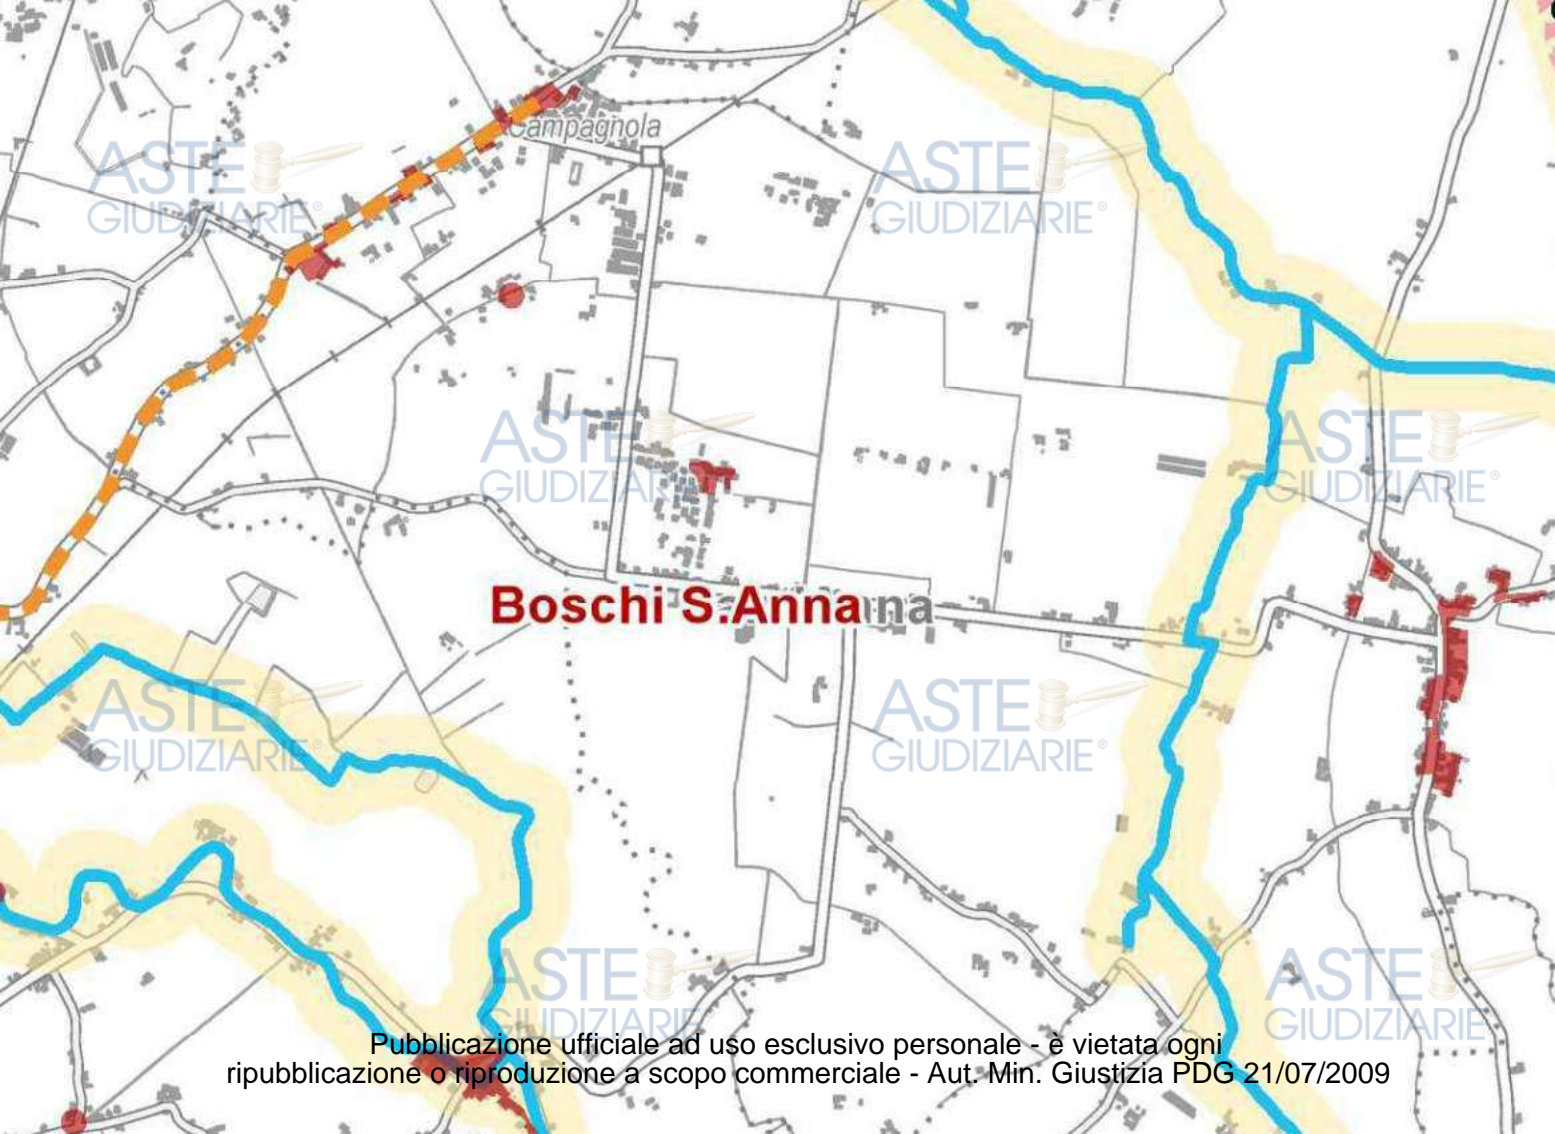 Campagnola
ASTE
GIUDIZIARIE®
ASTE
GIUDIZIARIE®
ASTE
GIUDIZIARIE
ASTE
GIUDIZIARIE®
Boschi S.Anna
na
ASTE
GIUDIZIARIE®
ASTE
GIUDIZIARIE®
ASTE
GIUDIZIARIE
ASTE
GIUDIZIARIE
Pubblicazione ufficiale ad uso esclusivo personale - è vietata ogni
ripubblicazione o riproduzione a scopo commerciale - Aut. Min. Giustizia PDG 21/07/2009